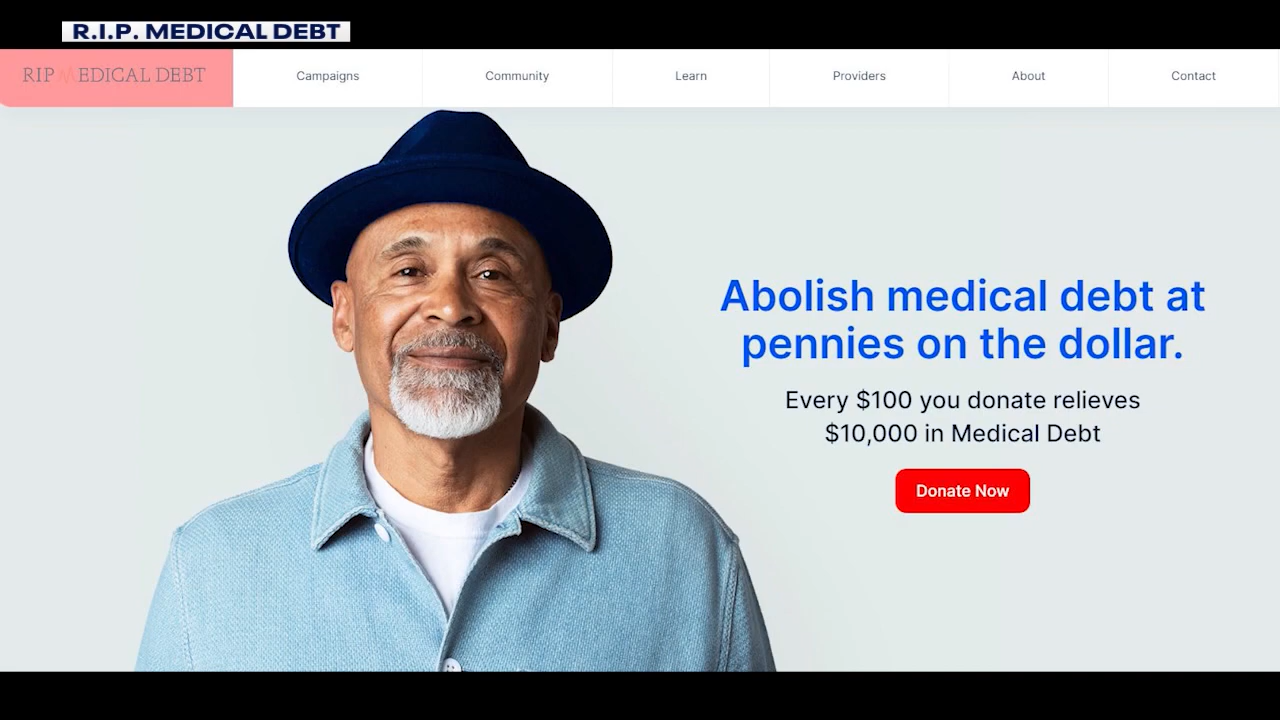 R.I.P. MEDICAL DEBT
RIP MEDICAL DEBT
Campaigns
Community
Learn
Providers
About
Contact
Abolish medical debt at
pennies on the dollar.
Every $100 you donate relieves
$10,000 in Medical Debt
Donate Now